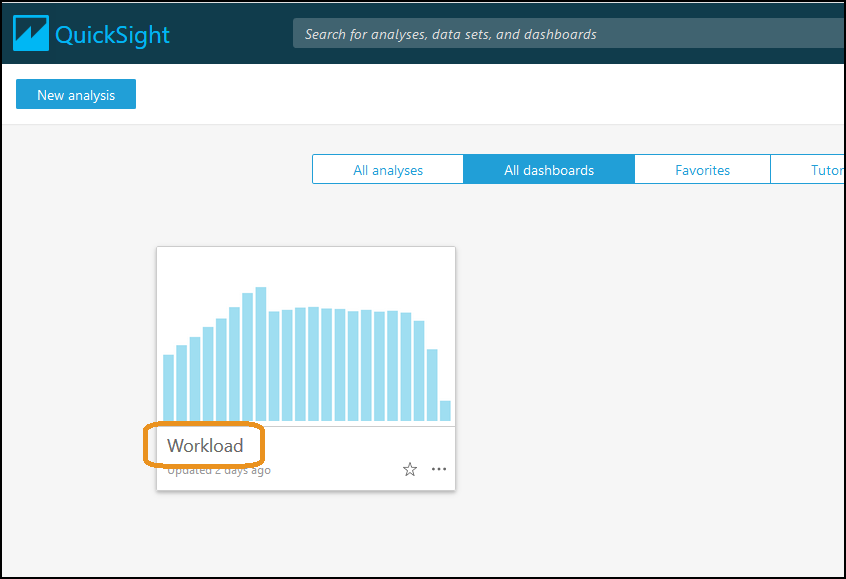 QuickSight
Search for analyses, data sets, and dashboards
New analysis
All analyses
All dashboards
Favorites
Tutor
Workload
Updated 2 days ago